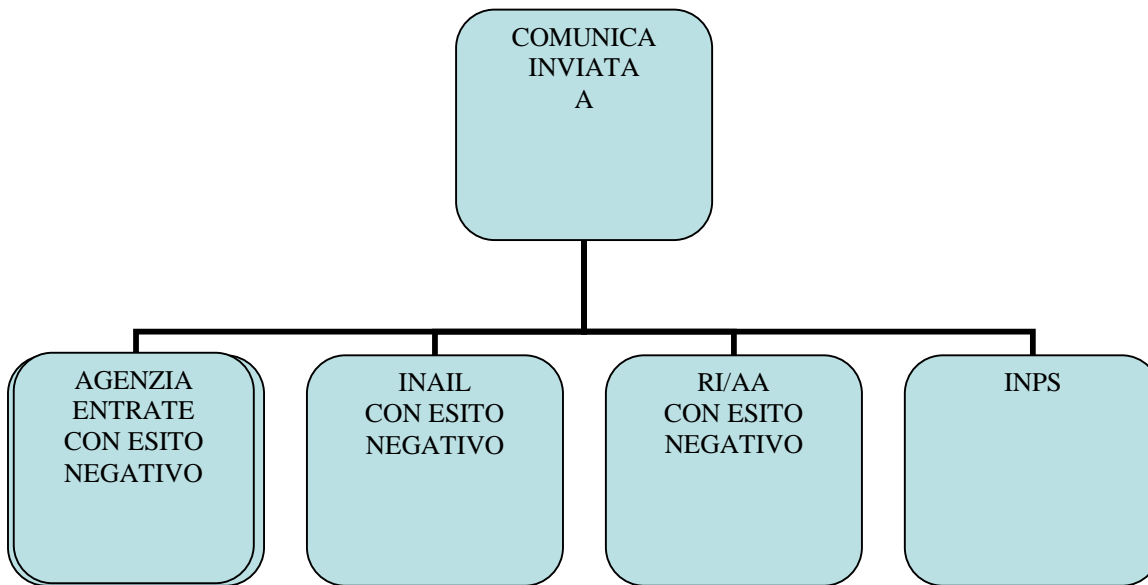 COMUNICA
INVIATA
A
AGENZIA
ENTRATE
CON ESITO
NEGATIVO
INAIL
CON ESITO
NEGATIVO
RI/AA
CON ESITO
NEGATIVO
INPS